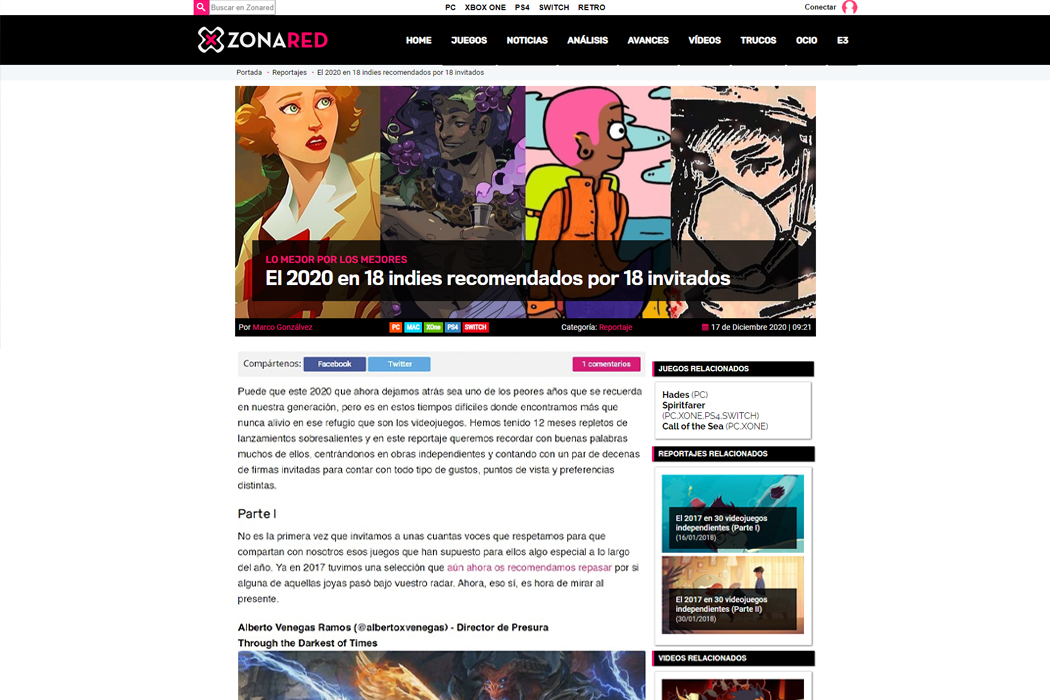 Buscar en Zonared
PC XBOX ONE PS4 SWITCH RETRO
Conectar
ZONARED
HOME JUEGOS NOTICIAS ANÁLISIS AVANCES VÍDEOS TRUCOS OCIO E3
Portada - Reportajes - El 2020 en 18 indies recomendados por 18 invitados
LO MEJOR POR LOS MEJORES
El 2020 en 18 indies recomendados por 18 invitados
Por Marco Gonzálvez
PC MAC XOne PS4 SWITCH
Categoría: Reportaje
17 de Diciembre 2020 | 09:21
Compártenos: Facebook Twitter
1 comentarios
Puede que este 2020 que ahora dejamos atrás sea uno de los peores años que se recuerda
en nuestra generación, pero es en estos tiempos difíciles donde encontramos más que
nunca alivio en ese refugio que son los videojuegos. Hemos tenido 12 meses repletos de
lanzamientos sobresalientes y en este reportaje queremos recordar con buenas palabras
muchos de ellos, centrándonos en obras independientes y contando con un par de decenas
de firmas invitadas para contar con todo tipo de gustos, puntos de vista y preferencias
distintas.
Parte I
No es la primera vez que invitamos a unas cuantas voces que respetamos para que
compartan con nosotros esos juegos que han supuesto para ellos algo especial a lo largo
del año. Ya en 2017 tuvimos una selección que aún ahora os recomendamos repasar por si
alguna de aquellas joyas pasó bajo vuestro radar. Ahora, eso sí, es hora de mirar al
presente.
Alberto Venegas Ramos (@albertoxvenegas) - Director de Presura
Through the Darkest of Times
JUEGOS RELACIONADOS
Hades (PC)
Spiritfarer
(PC,XONE,PS4,SWITCH)
Call of the Sea (PC,XONE)
REPORTAJES RELACIONADOS
El 2017 en 30 videojuegos
independientes (Parte I)
(16/01/2018)
El 2017 en 30 videojuegos
independientes (Parte II)
(30/01/2018)
VIDEOS RELACIONADOS